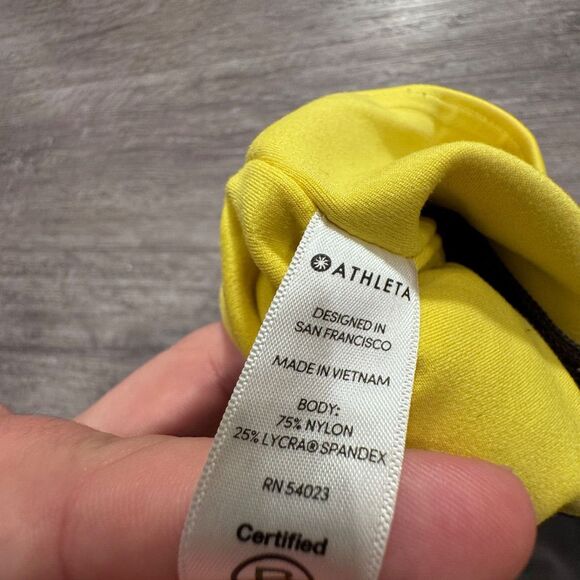 ATHLETA
DESIGNED IN
SAN FRANCISCO
MADE IN VIETNAM
BODY:
75% NYLON
25% LYCRA® SPANDEX
RN 54023
Certified